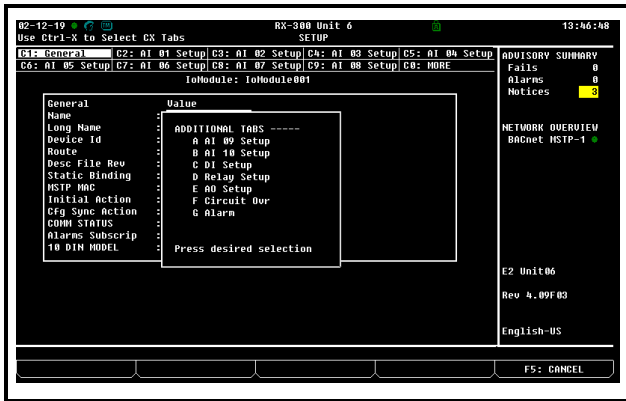 02-12-19 RX-300 Unit 6 13:46:48
Use Ctrl-X to Select CX Tabs SETUP
C1: General C2: AI 01 Setup C3: AI 02 Setup C4: AI 03 Setup C5: AI 04 Setup
C6: AI 05 Setup C7: AI 06 Setup C8: AI 07 Setup C9: AI 08 Setup C0: MORE
IoModule: IoModule001
General Value
Name :
Long Name :
Device Id :
Route :
Desc File Rev :
Static Binding :
MSTP MAC :
Initial Action :
Cfg Sync Action :
COMM STATUS :
Alarms Subscrip :
10 DIN MODEL :
ADDITIONAL TABS -----
A AI 09 Setup
B AI 10 Setup
C DI Setup
D Relay Setup
E AO Setup
F Circuit Ovr
G Alarm
Press desired selection
ADVISORY SUMMARY
Fails 0
Alarms 0
Notices 3
NETWORK OVERVIEW
BACnet MSTP-1
E2 Unit06
Rev 4.09F03
English-US
F5: CANCEL